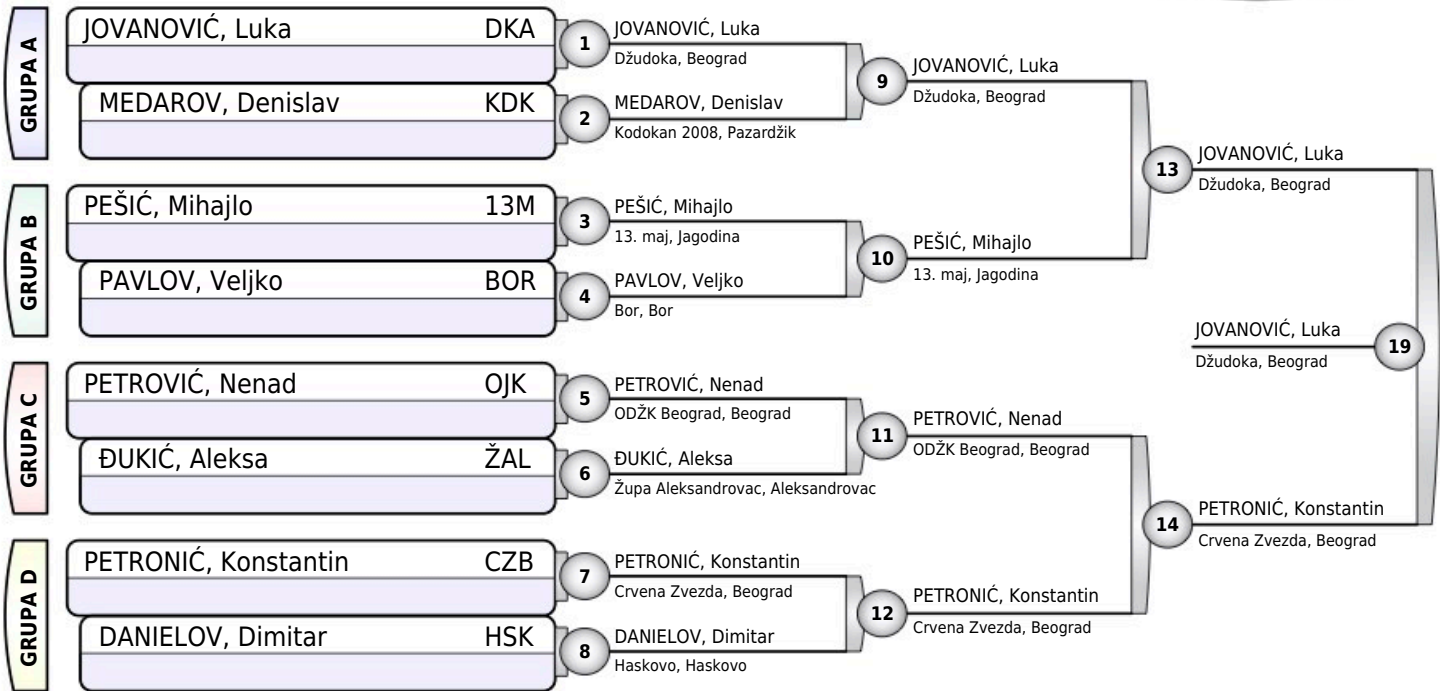 GRUPA A
JOVANOVIĆ, Luka DKA
MEDAROV, Denislav KDK
1
JOVANOVIĆ, Luka
Džudoka, Beograd
2
MEDAROV, Denislav
Kodokan 2008, Pazardžik
9
JOVANOVIĆ, Luka
Džudoka, Beograd
GRUPA B
PEŠIĆ, Mihajlo 13M
PAVLOV, Veljko BOR
3
PEŠIĆ, Mihajlo
13. maj, Jagodina
4
PAVLOV, Veljko
Bor, Bor
10
PEŠIĆ, Mihajlo
13. maj, Jagodina
13
JOVANOVIĆ, Luka
Džudoka, Beograd
GRUPA C
PETROVIĆ, Nenad OJK
ĐUKIĆ, Aleksa ŽAL
5
PETROVIĆ, Nenad
ODŽK Beograd, Beograd
6
ĐUKIĆ, Aleksa
Župa Aleksandrovac, Aleksandrovac
11
PETROVIĆ, Nenad
ODŽK Beograd, Beograd
GRUPA D
PETRONIĆ, Konstantin CZB
DANIELOV, Dimitar HSK
7
PETRONIĆ, Konstantin
Crvena Zvezda, Beograd
8
DANIELOV, Dimitar
Haskovo, Haskovo
12
PETRONIĆ, Konstantin
Crvena Zvezda, Beograd
14
PETRONIĆ, Konstantin
Crvena Zvezda, Beograd
JOVANOVIĆ, Luka
Džudoka, Beograd
19